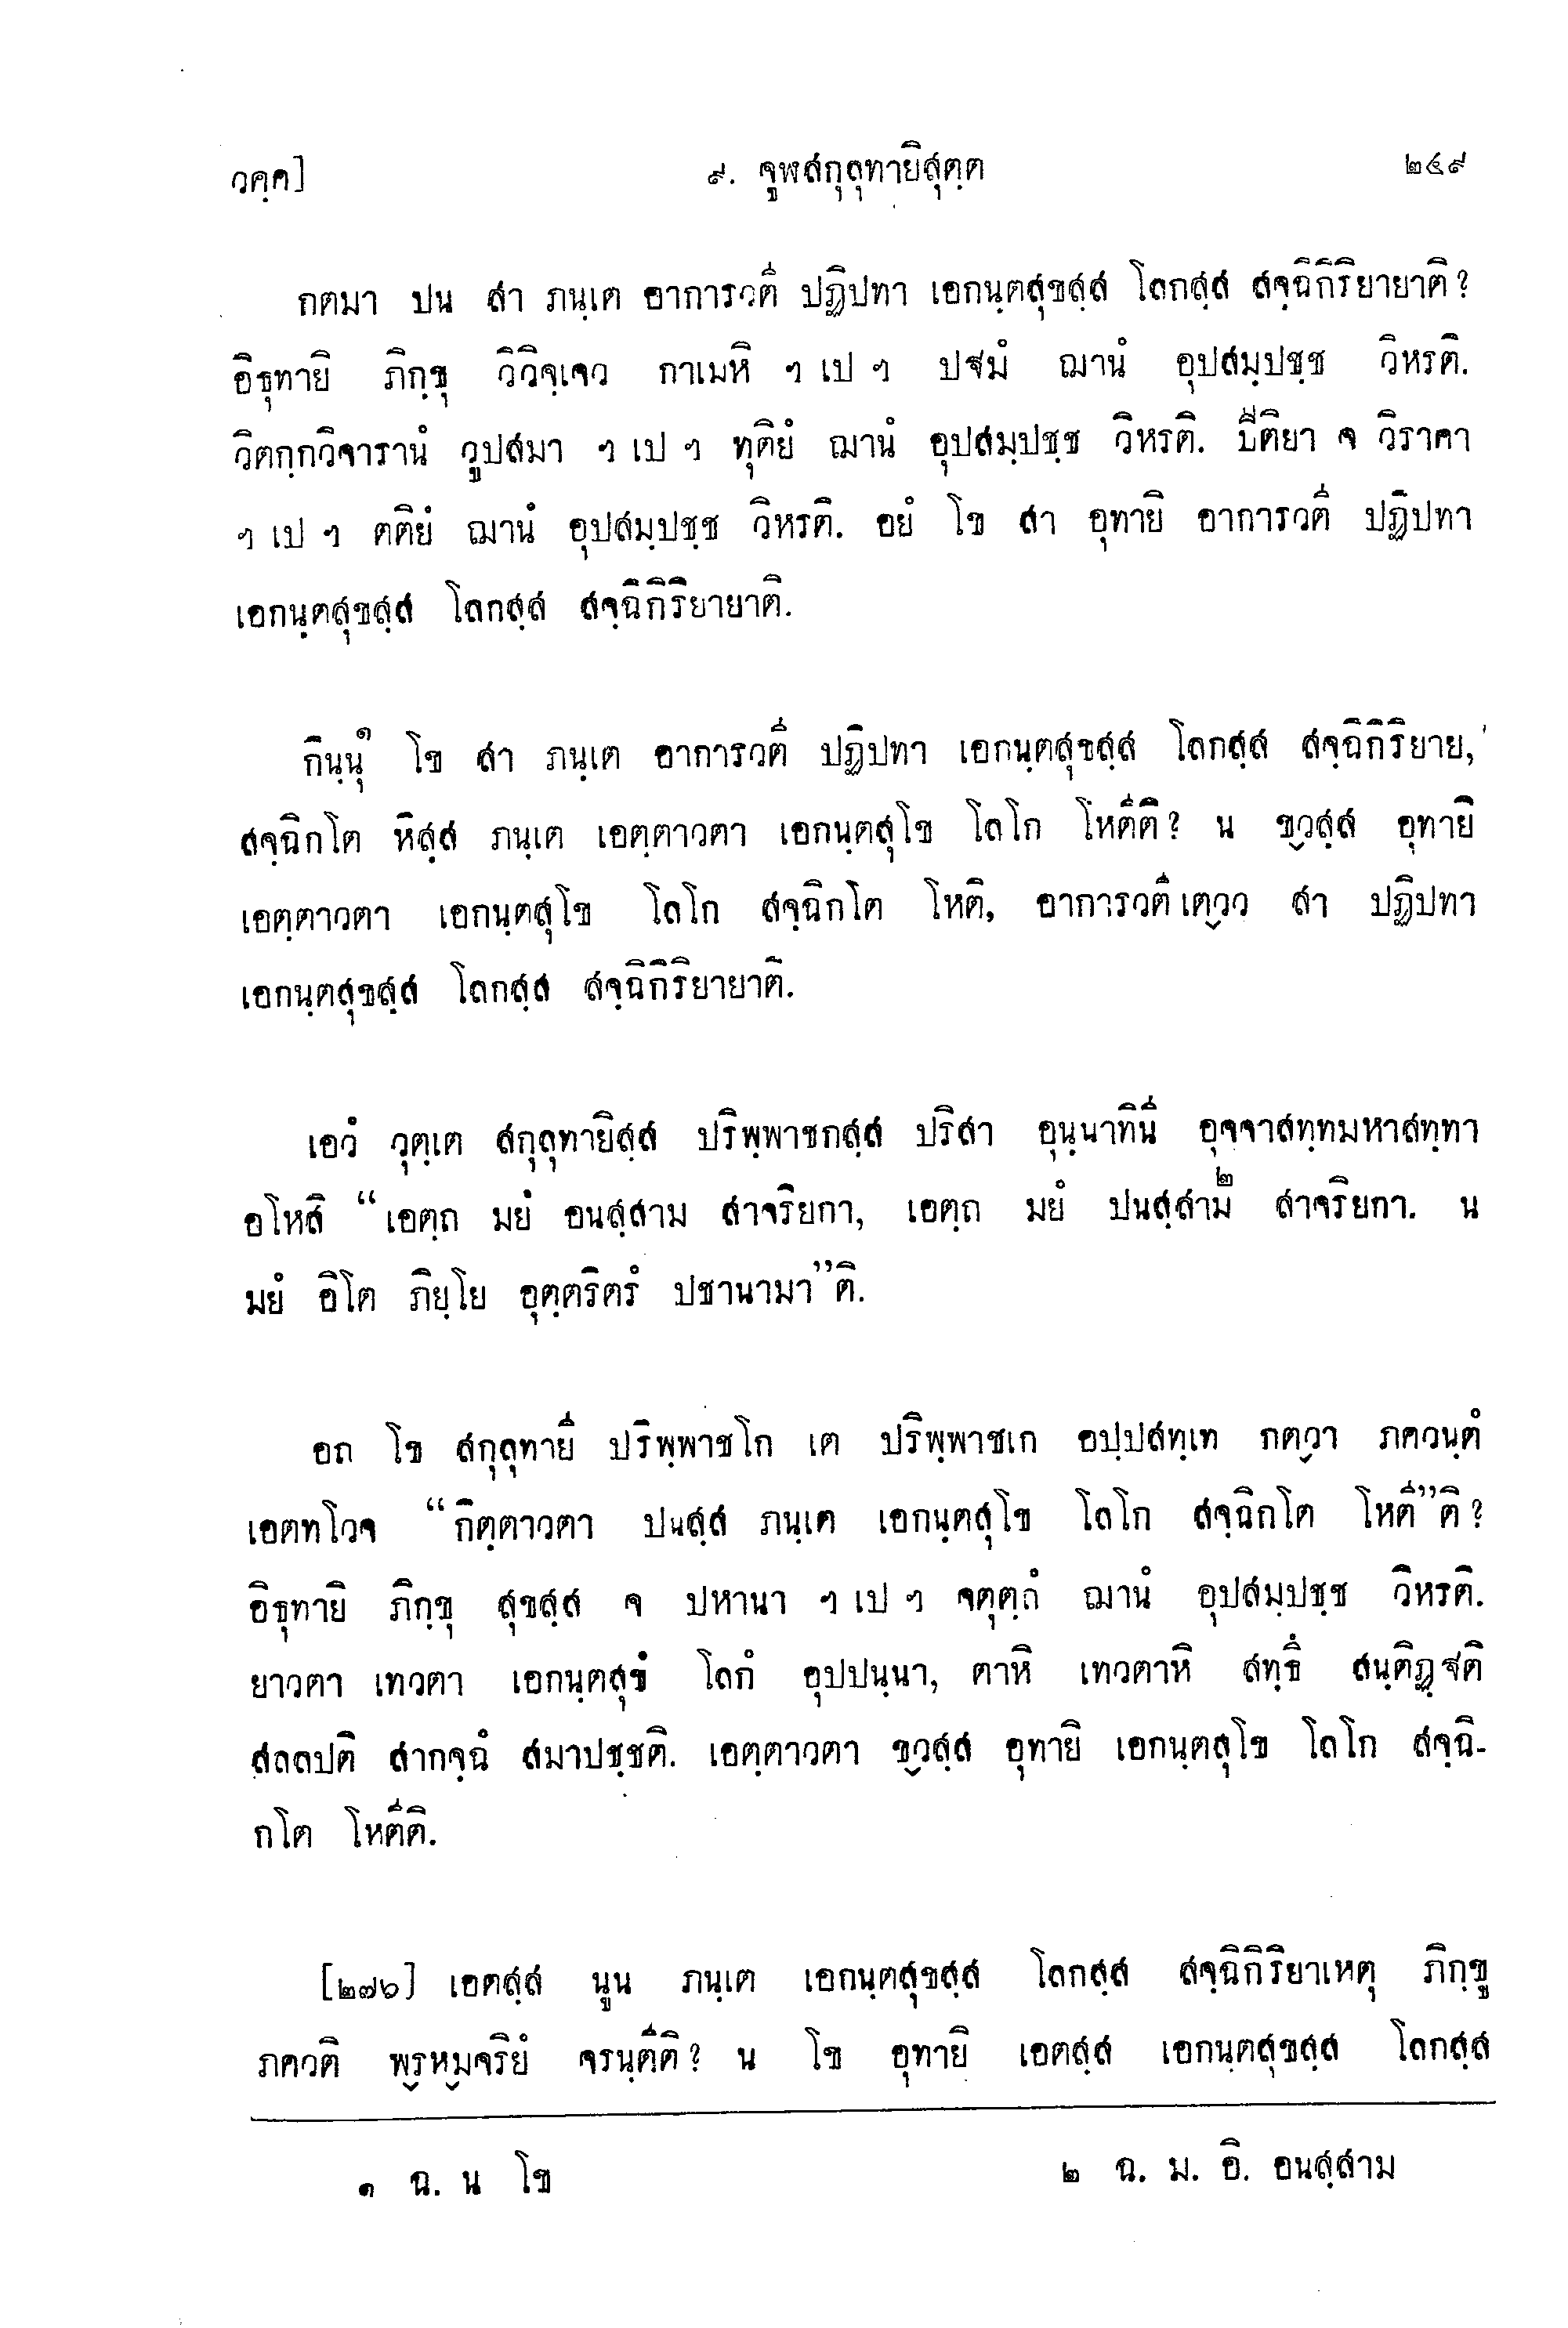 วคฺค]
๙. จูฬสกุลุทายิสุตฺต
๒๔๙
กตมา ปน สา ภนฺเต อาการวตี ปฏิปทา เอกนฺตสุขสฺส โลกสฺส สจฺฉิกิริยายาติ?
อิธุทายิ ภิกฺขุ วิวิจฺเจว กาเมหิ ฯ เป ฯ ปฐมํ ฌานํ อุปสมฺปชฺช วิหรติ.
วิตกฺกวิจารานํ วูปสมา ฯ เป ฯ ทุติยํ ฌานํ อุปสมฺปชฺช วิหรติ. ปีติยา จ วิราคา
ฯ เป ฯ ตติยํ ฌานํ อุปสมฺปชฺช วิหรติ. อยํ โข สา อุทายิ อาการวตี ปฏิปทา
เอกนฺตสุขสฺส โลกสฺส สจฺฉิกิริยายาติ.
กินฺนุ๑ โข สา ภนฺเต อาการวตี ปฏิปทา เอกนฺตสุขสฺส โลกสฺส สจฺฉิกิริยาย,
สจฺฉิกโต หิสฺส ภนฺเต เอตฺตาวตา เอกนฺตสุโข โลโก โหตีติ? น ขฺวสฺส อุทายิ
เอตฺตาวตา เอกนฺตสุโข โลโก สจฺฉิกโต โหติ, อาการวตี เตฺวว สา ปฏิปทา
เอกนฺตสุขสฺส โลกสฺส สจฺฉิกิริยายาติ.
เอวํ วุตฺเต สกุลุทายิสฺส ปริพฺพาชกสฺส ปริสา อุนฺนาทินี อุจฺจาสทฺทมหาสทฺทา
อโหสิ “เอตฺถ มยํ อนสฺสาม สาจริยกา, เอตฺถ มยํ ปนสฺสาม๒ สาจริยกา. น
มยํ อิโต ภิยฺโย อุตฺตริตรํ ปชานามา”ติ.
อถ โข สกุลุทายี ปริพฺพาชโก เต ปริพฺพาชเก อปฺปสทฺเท กตฺวา ภควนฺตํ
เอตทโวจ “กิตฺตาวตา ปนสฺส ภนฺเต เอกนฺตสุโข โลโก สจฺฉิกโต โหตี”ติ?
อิธุทายิ ภิกฺขุ สุขสฺส จ ปหานา ฯ เป ฯ จตุตฺถํ ฌานํ อุปสมฺปชฺช วิหรติ.
ยาวตา เทวตา เอกนฺตสุขํ โลกํ อุปปนฺนา, ตาหิ เทวตาหิ สทฺธึ สนฺติฏฺฐติ
สลฺลปติ สากจฺฉํ สมาปชฺชติ. เอตฺตาวตา ขฺวสฺส อุทายิ เอกนฺตสุโข โลโก สจฺฉิ-
กโต โหตีติ.
[๒๗๖] เอตสฺส นูน ภนฺเต เอกนฺตสุขสฺส โลกสฺส สจฺฉิกิริยาเหตุ ภิกฺขู
ภควติ พฺรหฺมจริยํ จรนฺตีติ? น โข อุทายิ เอตสฺส เอกนฺตสุขสฺส โลกสฺส
๑ ฉ. น โข
๒ ฉ. ม. อิ. อนสฺสาม